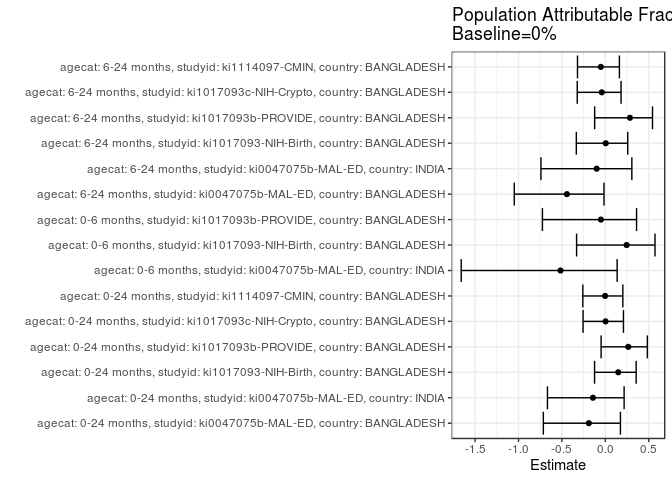 Population Attributable Frac
Baseline=0%
agecat: 6-24 months, studyid: ki1114097-CMIN, country: BANGLADESH
agecat: 6-24 months, studyid: ki1017093c-NIH-Crypto, country: BANGLADESH
agecat: 6-24 months, studyid: ki1017093b-PROVIDE, country: BANGLADESH
agecat: 6-24 months, studyid: ki1017093-NIH-Birth, country: BANGLADESH
agecat: 6-24 months, studyid: ki0047075b-MAL-ED, country: INDIA
agecat: 6-24 months, studyid: ki0047075b-MAL-ED, country: BANGLADESH
agecat: 0-6 months, studyid: ki1017093b-PROVIDE, country: BANGLADESH
agecat: 0-6 months, studyid: ki1017093-NIH-Birth, country: BANGLADESH
agecat: 0-6 months, studyid: ki0047075b-MAL-ED, country: INDIA
agecat: 0-24 months, studyid: ki1114097-CMIN, country: BANGLADESH
agecat: 0-24 months, studyid: ki1017093c-NIH-Crypto, country: BANGLADESH
agecat: 0-24 months, studyid: ki1017093b-PROVIDE, country: BANGLADESH
agecat: 0-24 months, studyid: ki1017093-NIH-Birth, country: BANGLADESH
agecat: 0-24 months, studyid: ki0047075b-MAL-ED, country: INDIA
agecat: 0-24 months, studyid: ki0047075b-MAL-ED, country: BANGLADESH
-1.5 -1.0 -0.5 0.0 0.5
Estimate